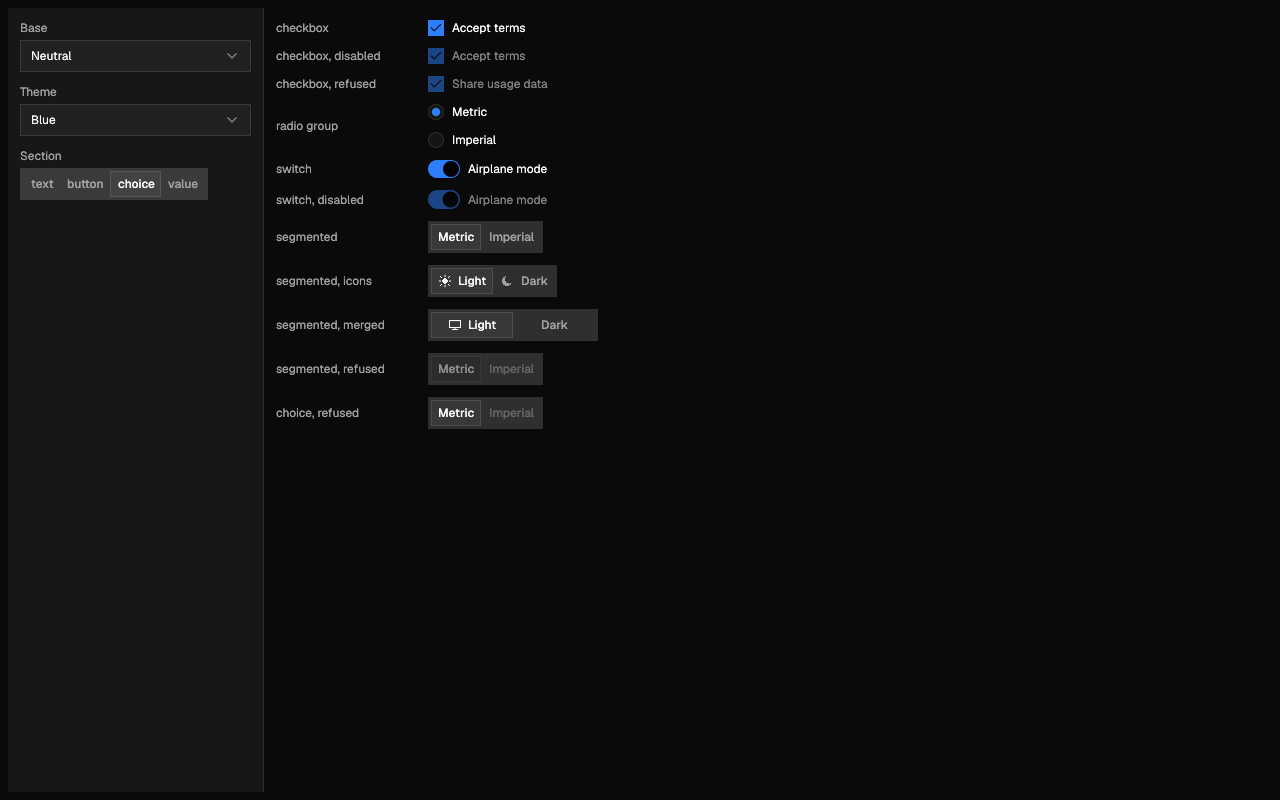 Base
Neutral
Theme
Blue
Section
text button choice value
checkbox Accept terms
checkbox, disabled Accept terms
checkbox, refused Share usage data
radio group
Metric
Imperial
switch Airplane mode
switch, disabled Airplane mode
segmented Metric Imperial
segmented, icons Light Dark
segmented, merged Light Dark
segmented, refused Metric Imperial
choice, refused Metric Imperial